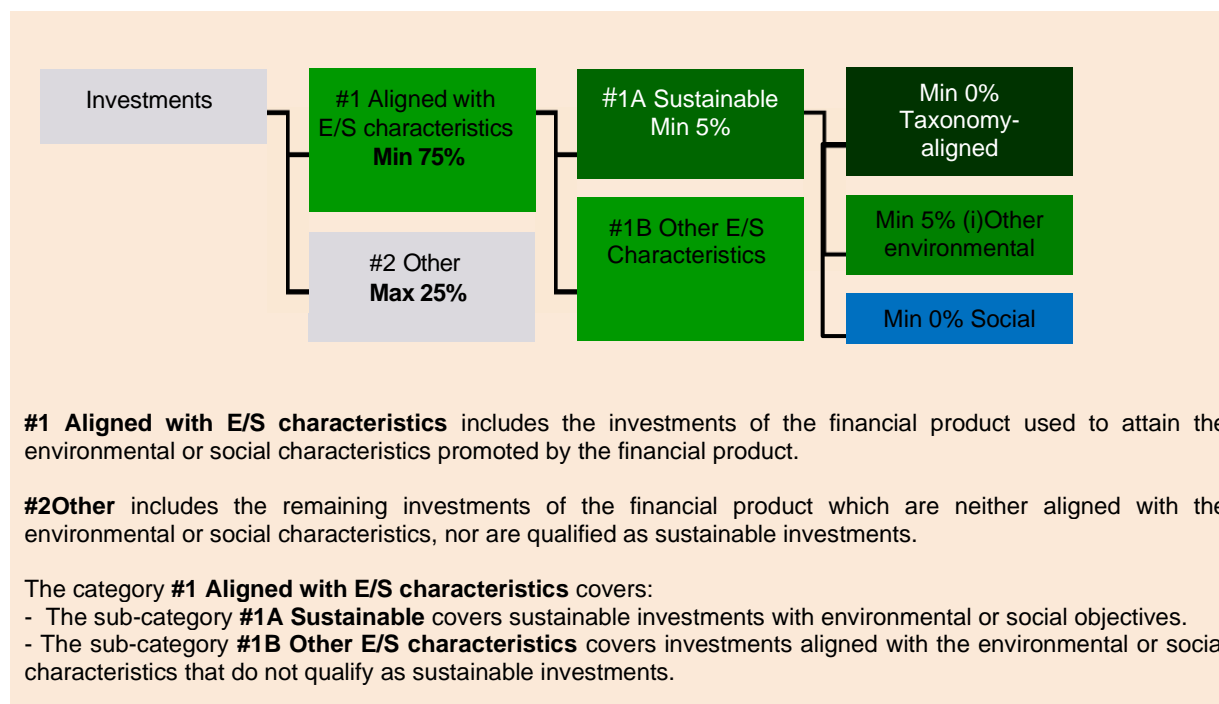 Investments
#1 Aligned with
E/S characteristics
Min 75%
#2 Other
Max 25%
#1A Sustainable
Min 5%
#1B Other E/S
Characteristics
Min 0%
Taxonomy-
aligned
Min 5% (i)Other
environmental
Min 0% Social
#1 Aligned with E/S characteristics includes the investments of the financial product used to attain the
environmental or social characteristics promoted by the financial product.
#2Other includes the remaining investments of the financial product which are neither aligned with the
environmental or social characteristics, nor are qualified as sustainable investments.
The category #1 Aligned with E/S characteristics covers:
- The sub-category #1A Sustainable covers sustainable investments with environmental or social objectives.
- The sub-category #1B Other E/S characteristics covers investments aligned with the environmental or social
characteristics that do not qualify as sustainable investments.